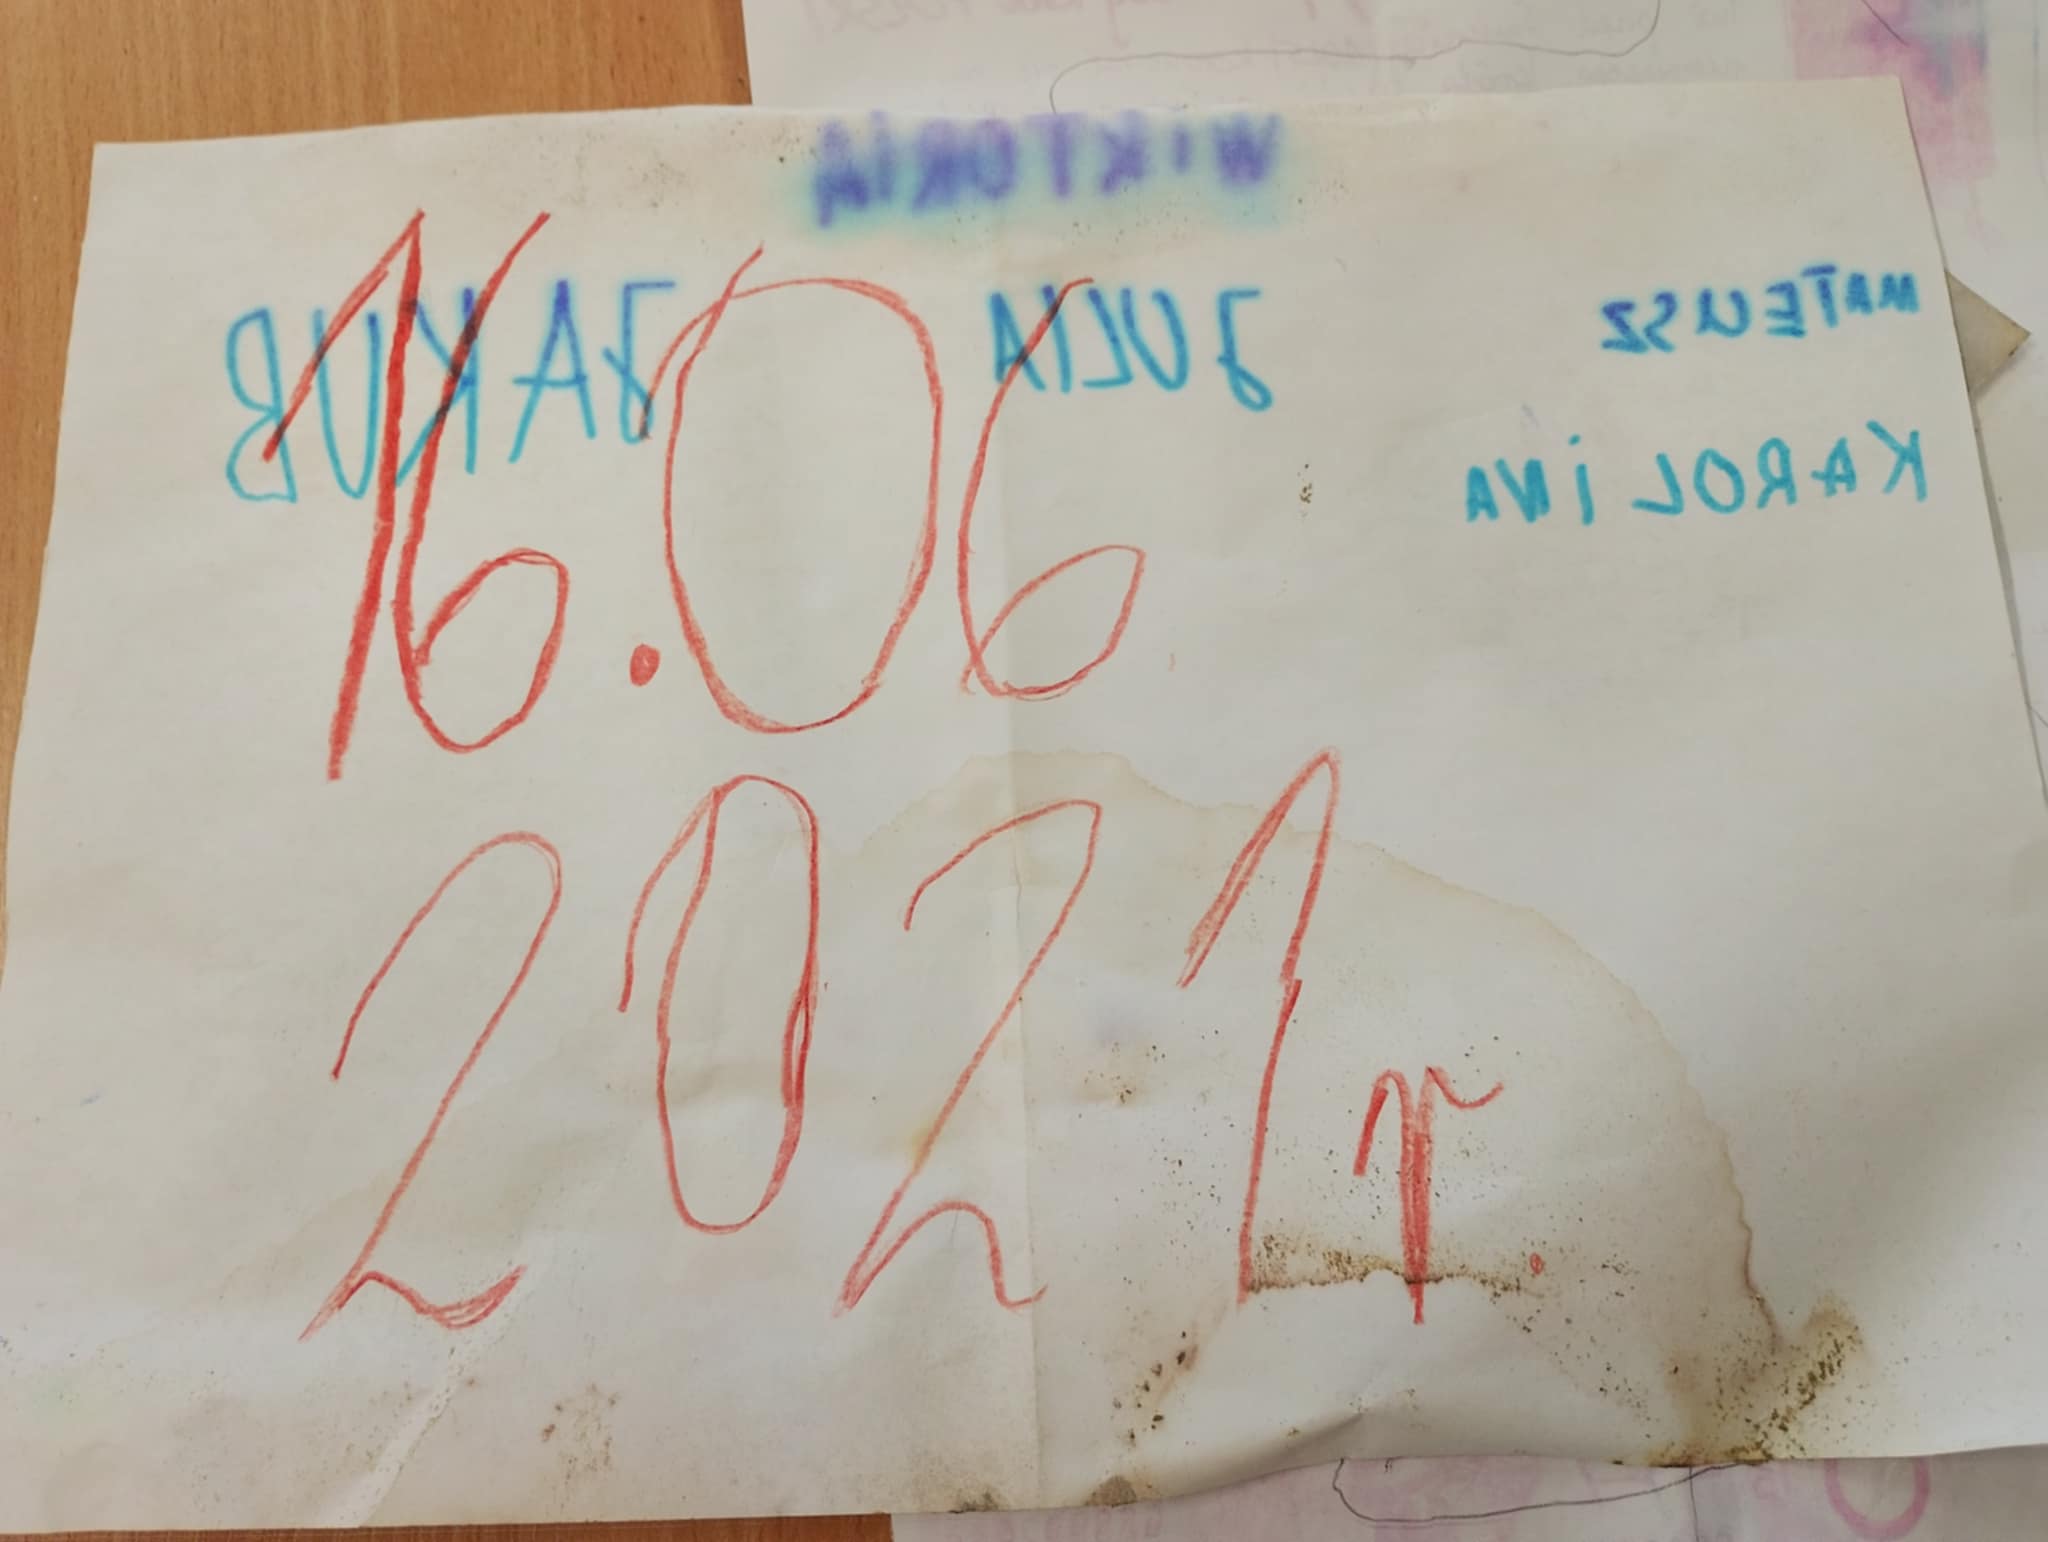 WIKTORIA
MATEUSZ
JAKUB JULIA
KAROLINA
16.06.
2021r.